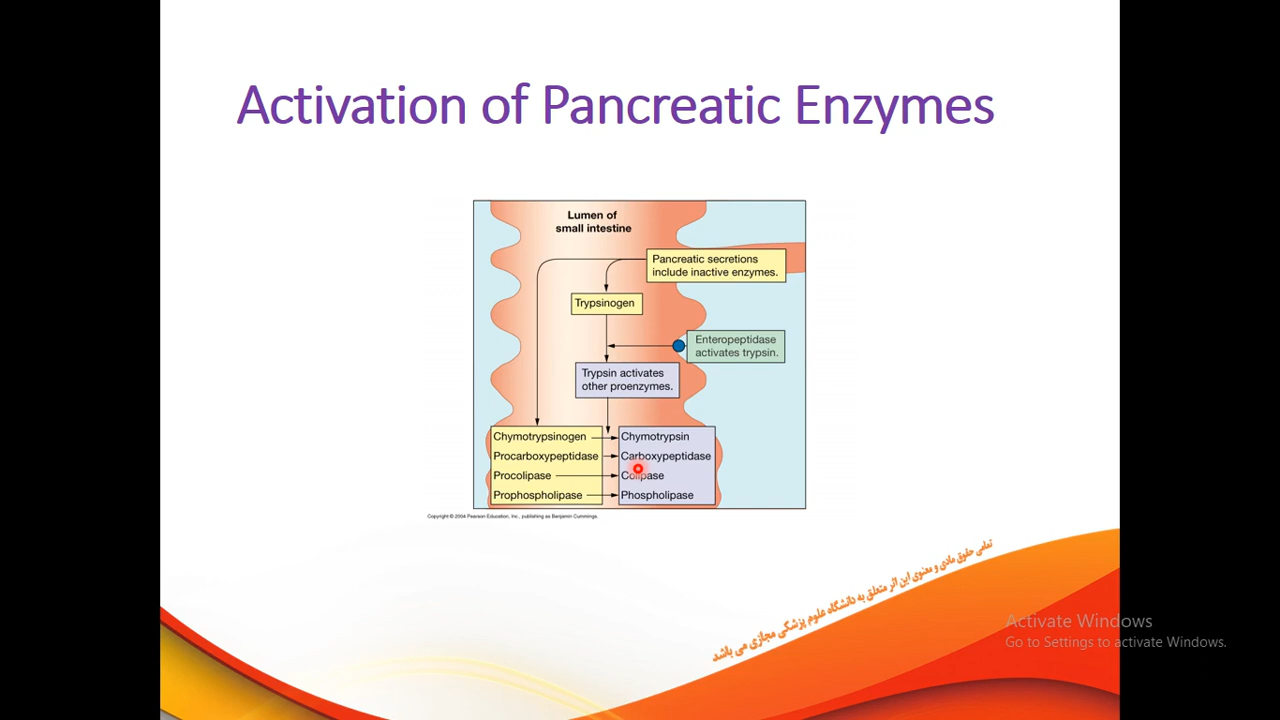 Activation of Pancreatic Enzymes
Lumen of
small intestine
Pancreatic secretions
include inactive enzymes.
Trypsinogen
Enteropeptidase
activates trypsin.
Trypsin activates
other proenzymes.
Chymotrypsinogen
Chymotrypsin
Procarboxypeptidase
Carboxypeptidase
Procolipase
Colipase
Prophospholipase
Phospholipase
Copyright © 2004 Pearson Education, Inc., publishing as Benjamin Cummings.
تمامی حقوق مادی و معنوی این اثر متعلق به دانشگاه علوم پزشکی مجازی می باشد
Activate Windows
Go to Settings to activate Windows.